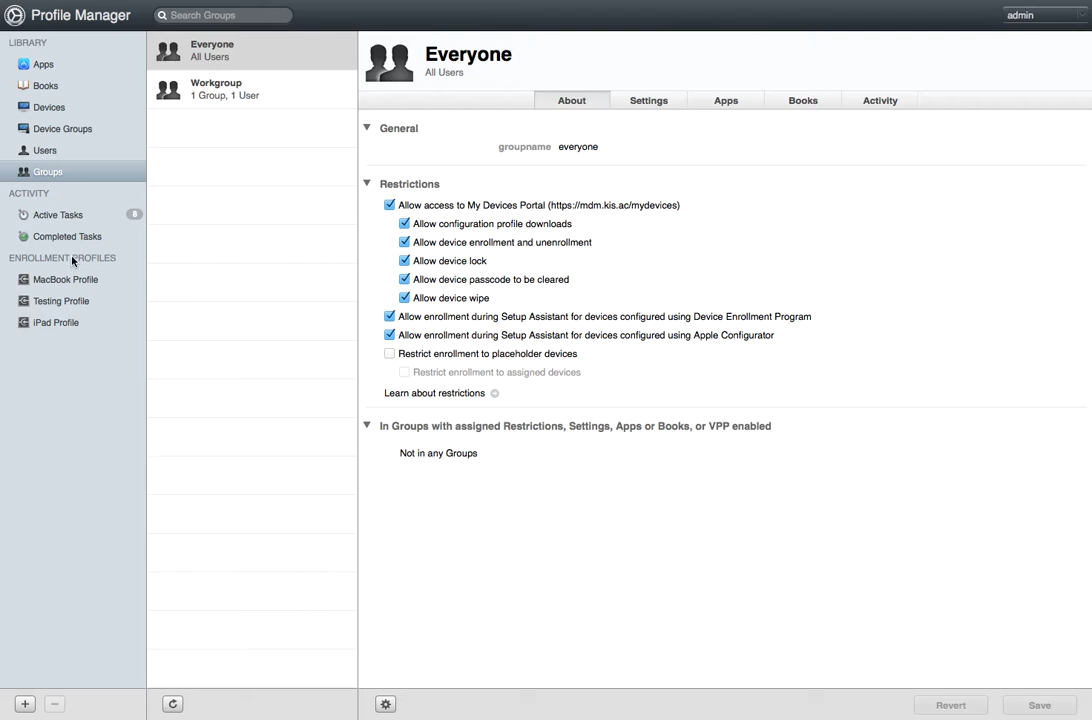 Profile Manager
Search Groups
admin
LIBRARY
Apps
Books
Devices
Device Groups
Users
Groups
ACTIVITY
Active Tasks 8
Completed Tasks
ENROLLMENT PROFILES
MacBook Profile
Testing Profile
iPad Profile
Everyone
All Users
Workgroup
1 Group, 1 User
Everyone
All Users
About Settings Apps Books Activity
General
groupname everyone
Restrictions
Allow access to My Devices Portal (https://mdm.kis.ac/mydevices)
Allow configuration profile downloads
Allow device enrollment and unenrollment
Allow device lock
Allow device passcode to be cleared
Allow device wipe
Allow enrollment during Setup Assistant for devices configured using Device Enrollment Program
Allow enrollment during Setup Assistant for devices configured using Apple Configurator
Restrict enrollment to placeholder devices
Restrict enrollment to assigned devices
Learn about restrictions
In Groups with assigned Restrictions, Settings, Apps or Books, or VPP enabled
Not in any Groups
Revert Save